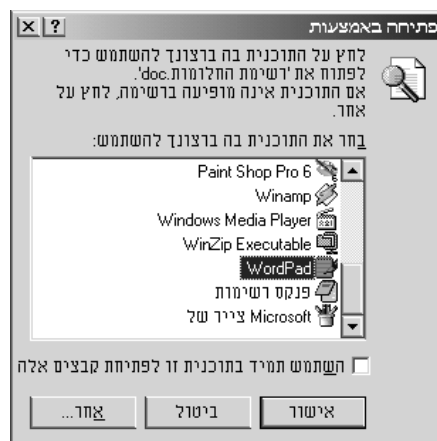 פתיחה באמצעות
לחץ על התוכנית בה ברצונך להשתמש כדי
לפתוח את 'רשימת החלומות.doc'.
אם התוכנית אינה מופיעה ברשימה, לחץ על
אחר.
בחר את התוכנית בה ברצונך להשתמש:
Paint Shop Pro 6
Winamp
Windows Media Player
WinZip Executable
WordPad
פנקס רשימות
צייר של Microsoft
השתמש תמיד בתוכנית זו לפתיחת קבצים אלה
אישור
ביטול
אחר...